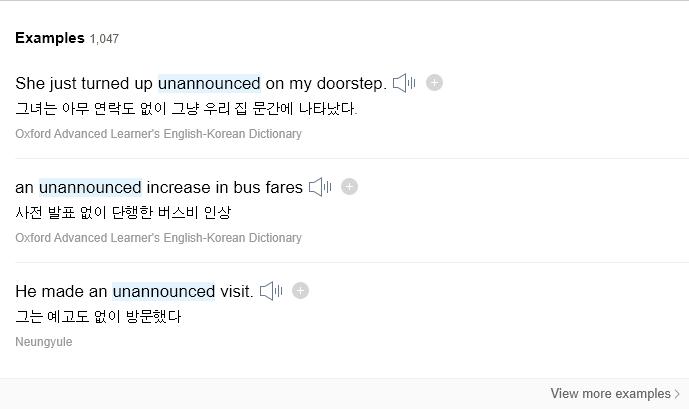 Examples 1,047
She just turned up unannounced on my doorstep.
그녀는 아무 연락도 없이 그냥 우리 집 문간에 나타났다.
Oxford Advanced Learner's English-Korean Dictionary
an unannounced increase in bus fares
사전 발표 없이 단행한 버스비 인상
Oxford Advanced Learner's English-Korean Dictionary
He made an unannounced visit.
그는 예고도 없이 방문했다
Neungyule
View more examples